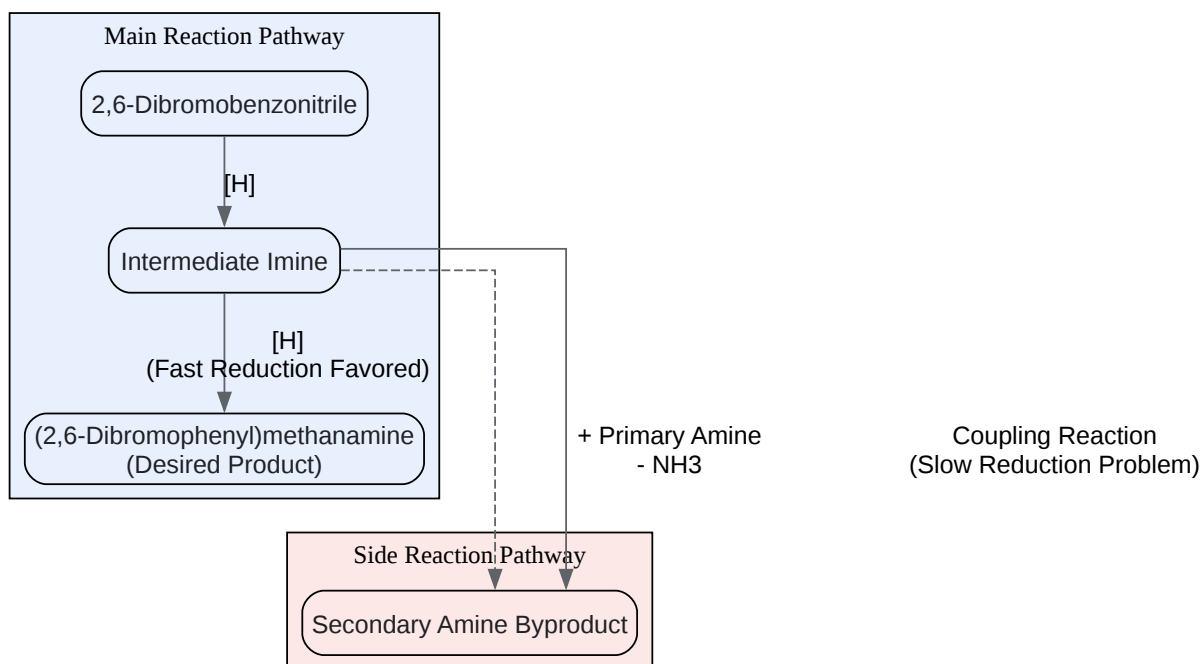 Main Reaction Pathway
2,6-Dibromobenzonitrile
[H]
Intermediate Imine
[H]
(Fast Reduction Favored)
(2,6-Dibromophenyl)methanamine
(Desired Product)
+ Primary Amine
- NH3
Coupling Reaction
(Slow Reduction Problem)
Side Reaction Pathway
Secondary Amine Byproduct